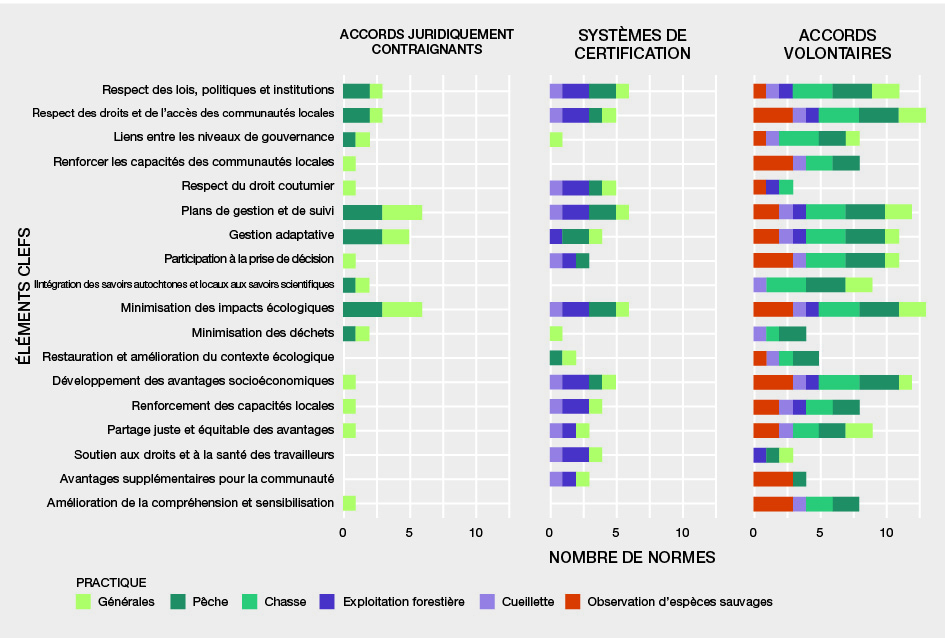 ACCORDS JURIDIQUEMENT
CONTRAIGNANTS
SYSTÈMES DE
CERTIFICATION
ACCORDS
VOLONTAIRES
ÉLÉMENTS CLEFS
Respect des lois, politiques et institutions
Respect des droits et de l'accès des communautés locales
Liens entre les niveaux de gouvernance
Renforcer les capacités des communautés locales
Respect du droit coutumier
Plans de gestion et de suivi
Gestion adaptative
Participation à la prise de décision
IIntégration des savoirs autochtones et locaux aux savoirs scientifiques
Minimisation des impacts écologiques
Minimisation des déchets
Restauration et amélioration du contexte écologique
Développement des avantages socioéconomiques
Renforcement des capacités locales
Partage juste et équitable des avantages
Soutien aux droits et à la santé des travailleurs
Avantages supplémentaires pour la communauté
Amélioration de la compréhension et sensibilisation
0 5 10 0 5 10 0 5 10
NOMBRE DE NORMES
PRACTIQUE
Générales Pêche Chasse Exploitation forestière Cueillette Observation d'espèces sauvages